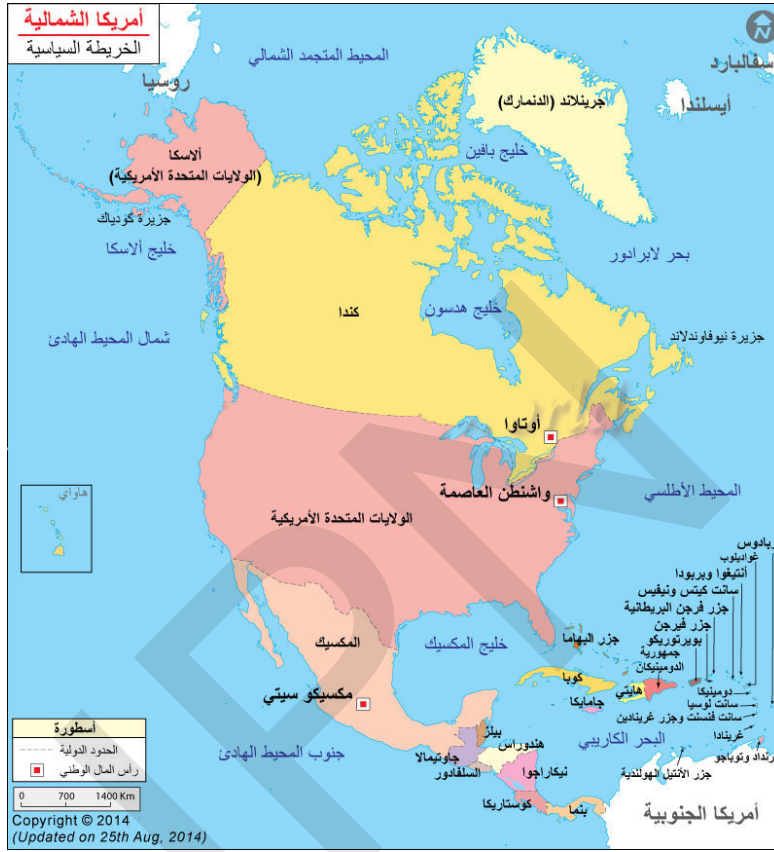 أمريكا الشمالية
الخريطة السياسية
N
المحيط المتجمد الشمالي
سفالبارد
روسيا
أيسلندا
جرينلاند (الدنمارك)
ألاسكا
(الولايات المتحدة الأمريكية)
خليج بافين
جزيرة كودياك
خليج ألاسكا
بحر لابرادور
كندا
خليج هدسون
شمال المحيط الهادئ
جزيرة نيوفاوندلاند
أوتاوا
واشنطن العاصمة
المحيط الأطلسي
هاواي
الولايات المتحدة الأمريكية
غواديلوب
أنتيغوا وبربودا
سانت كيتس ونيفيس
جزر فرجن البريطانية
جزر فيرجن
بويرتوريكو
جمهورية
الدومينيكان
المكسيك
خليج المكسيك
جزر البهاما
كوبا
هايتي
جامايكا
مكسيكو سيتي
دومينيكا
سانت لوسيا
سانت فنسنت وجزر غرينادين
غرينادا
البحر الكاريبي
بيلز
هندوراس
جنوب المحيط الهادئ
جاوتيمالا
السلفادور
نيكاراجوا
كوستاريكا
بنما
جزر الأنتيل الهولندية
أمريكا الجنوبية
أسطورة
الحدود الدولية
رأس المال الوطني
0 700 1400 Km
Copyright © 2014
(Updated on 25th Aug, 2014)